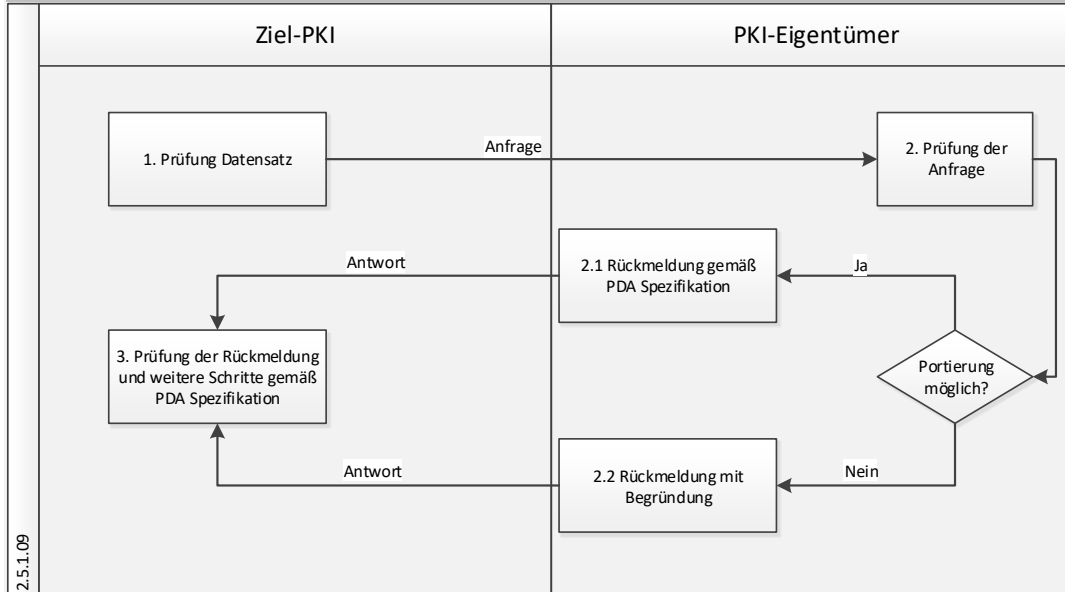 Ziel-PKI
PKI-Eigentümer
1. Prüfung Datensatz
Anfrage
2. Prüfung der
Anfrage
Antwort
2.1 Rückmeldung gemäß
PDA Spezifikation
Ja
3. Prüfung der Rückmeldung
und weitere Schritte gemäß
PDA Spezifikation
Portierung
möglich?
Antwort
2.2 Rückmeldung mit
Begründung
Nein
2.5.1.09